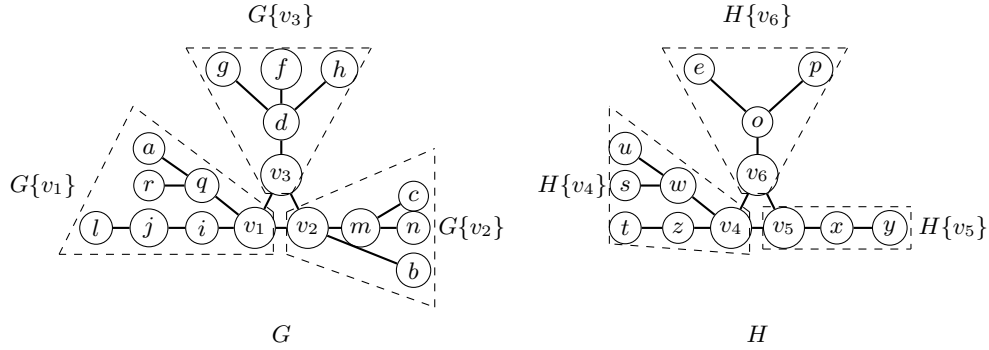 G{v₃} H{v₆}
g f h e p
d o
a v₃ u v₆
G{v₁} r q c H{v₄} s w
l j i v₁ v₂ m n G{v₂} t z v₄ v₅ x y H{v₅}
b
G H